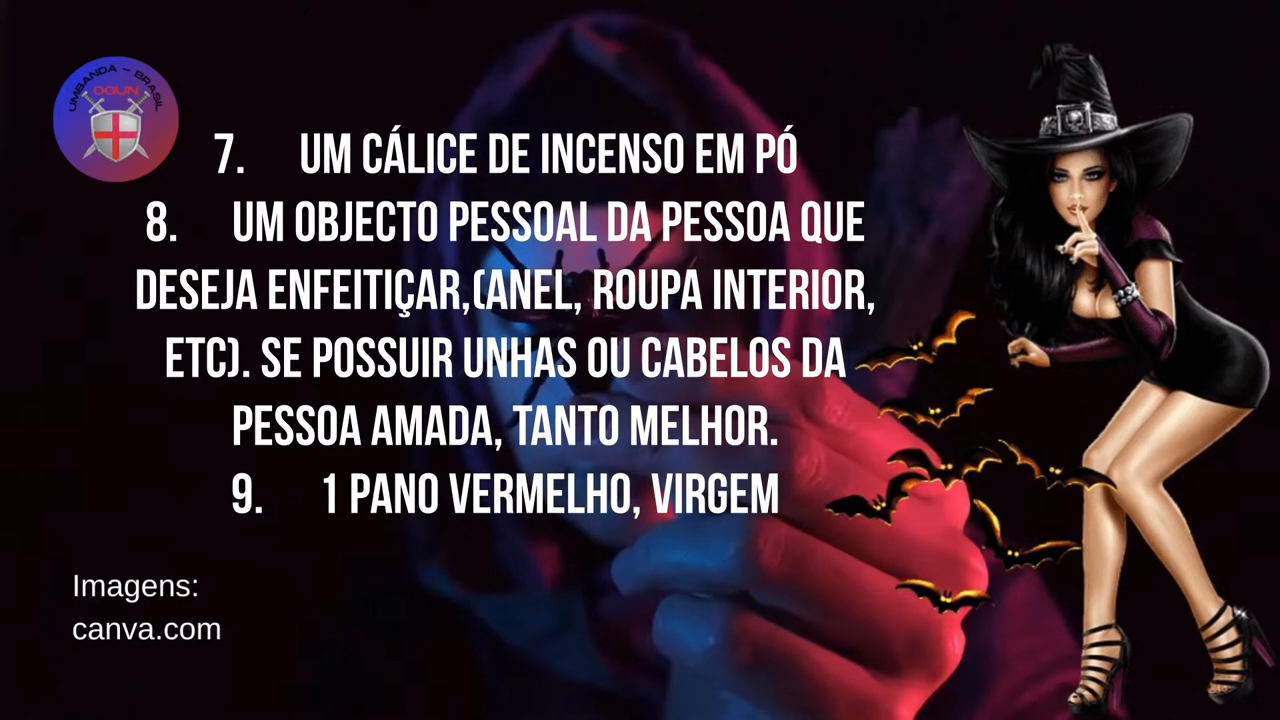 UMBANDA - BRASIL
OGUN
7. UM CÁLICE DE INCENSO EM PÓ
8. UM OBJECTO PESSOAL DA PESSOA QUE
DESEJA ENFEITIÇAR,(ANEL, ROUPA INTERIOR,
ETC). SE POSSUIR UNHAS OU CABELOS DA
PESSOA AMADA, TANTO MELHOR.
9. 1 PANO VERMELHO, VIRGEM
Imagens:
canva.com